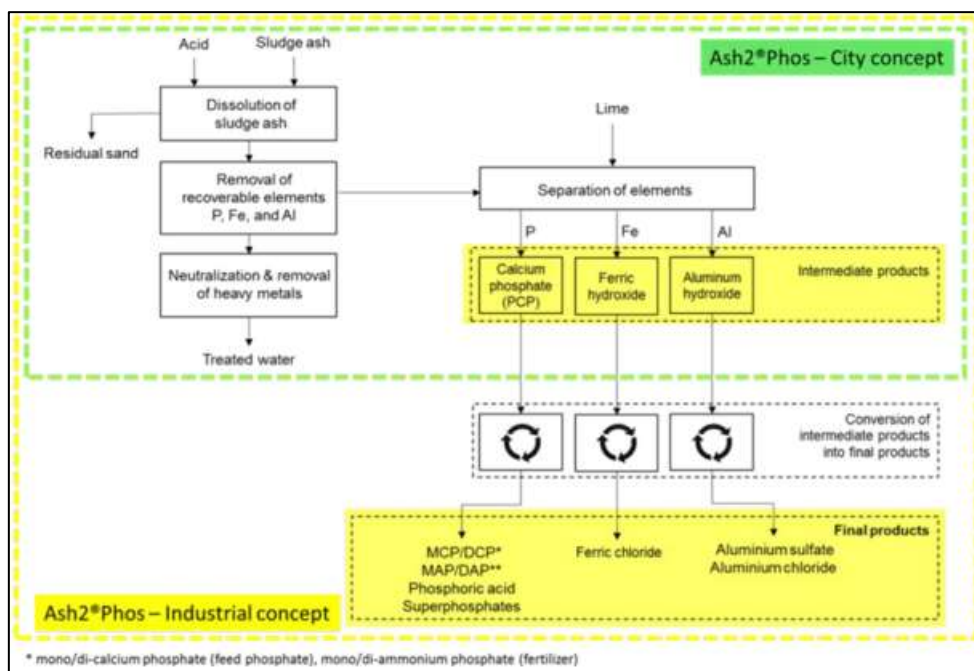 Acid
Sludge ash
Ash2®Phos – City concept
Dissolution of
sludge ash
Lime
Residual sand
Removal of
recoverable elements
P, Fe, and Al
Separation of elements
P
Fe
Al
Neutralization & removal
of heavy metals
Calcium
phosphate
(PCP)
Ferric
hydroxide
Aluminum
hydroxide
Intermediate products
Treated water
Conversion of
intermediate products
into final products
Final products
MCP/DCP*
MAP/DAP**
Phosphoric acid
Superphosphates
Ferric chloride
Aluminium sulfate
Aluminium chloride
Ash2®Phos – Industrial concept
* mono/di-calcium phosphate (feed phosphate), mono/di-ammonium phosphate (fertilizer)